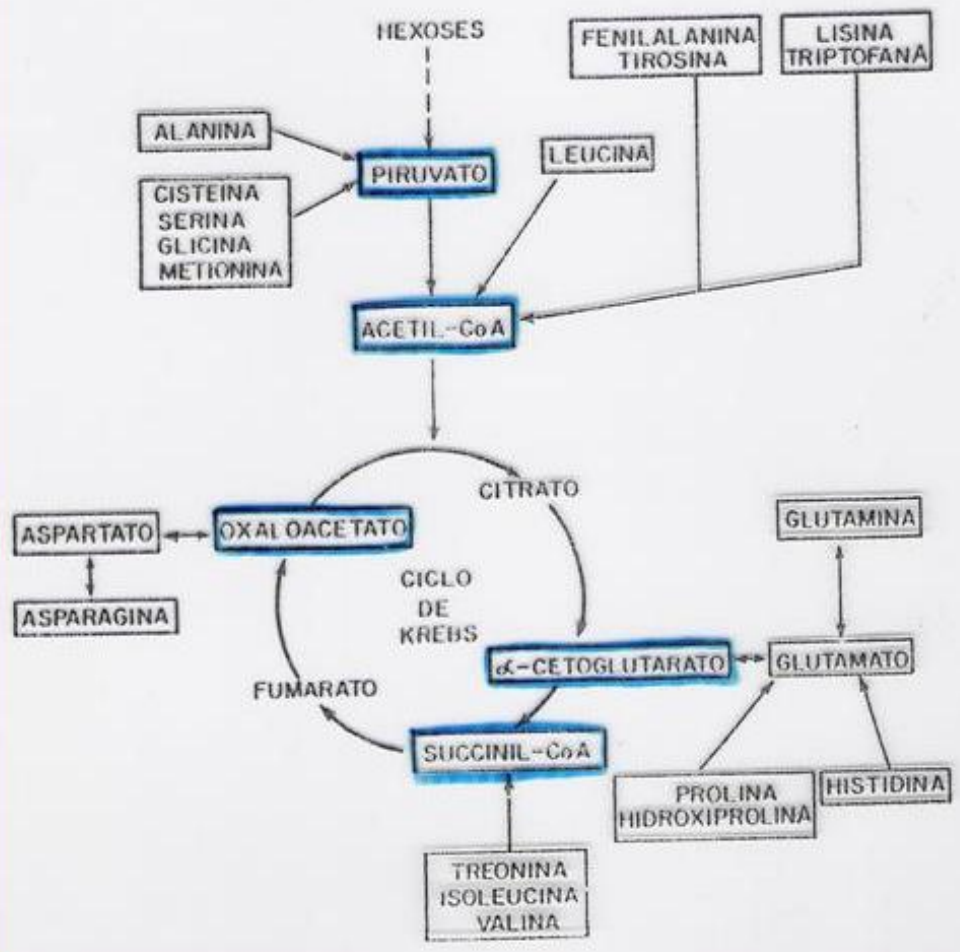 HEXOSES
FENILALANINA
TIROSINA
LISINA
TRIPTOFANA
ALANINA
PIRUVATO
LEUCINA
CISTEINA
SERINA
GLICINA
METIONINA
ACETIL-CoA
CITRATO
OXALOACETATO
ASPARTATO
GLUTAMINA
CICLO
DE
KREBS
ASPARAGINA
α-CETOGLUTARATO
GLUTAMATO
FUMARATO
SUCCINIL-CoA
PROLINA
HIDROXIPROLINA
HISTIDINA
TREONINA
ISOLEUCINA
VALINA